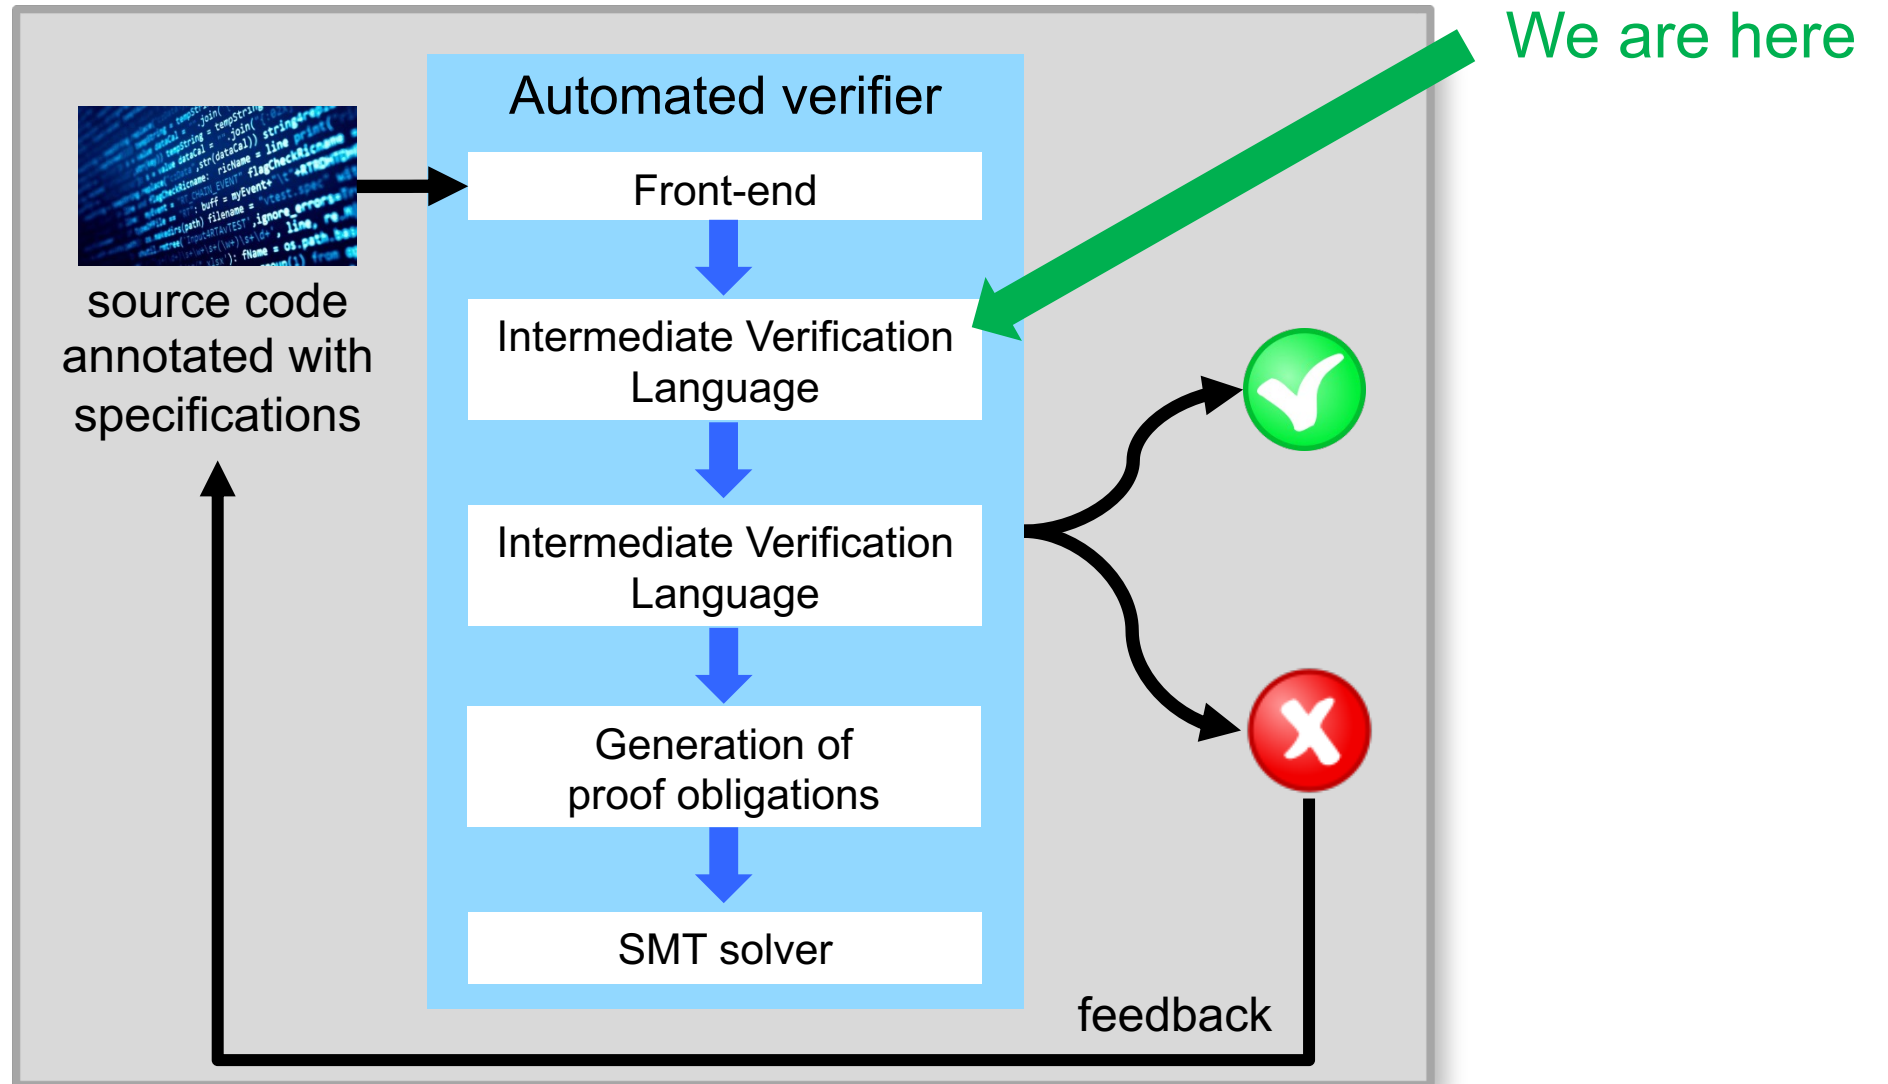 We are here
Automated verifier
Front-end
source code
annotated with
specifications
Intermediate Verification
Language
Intermediate Verification
Language
Generation of
proof obligations
SMT solver
feedback